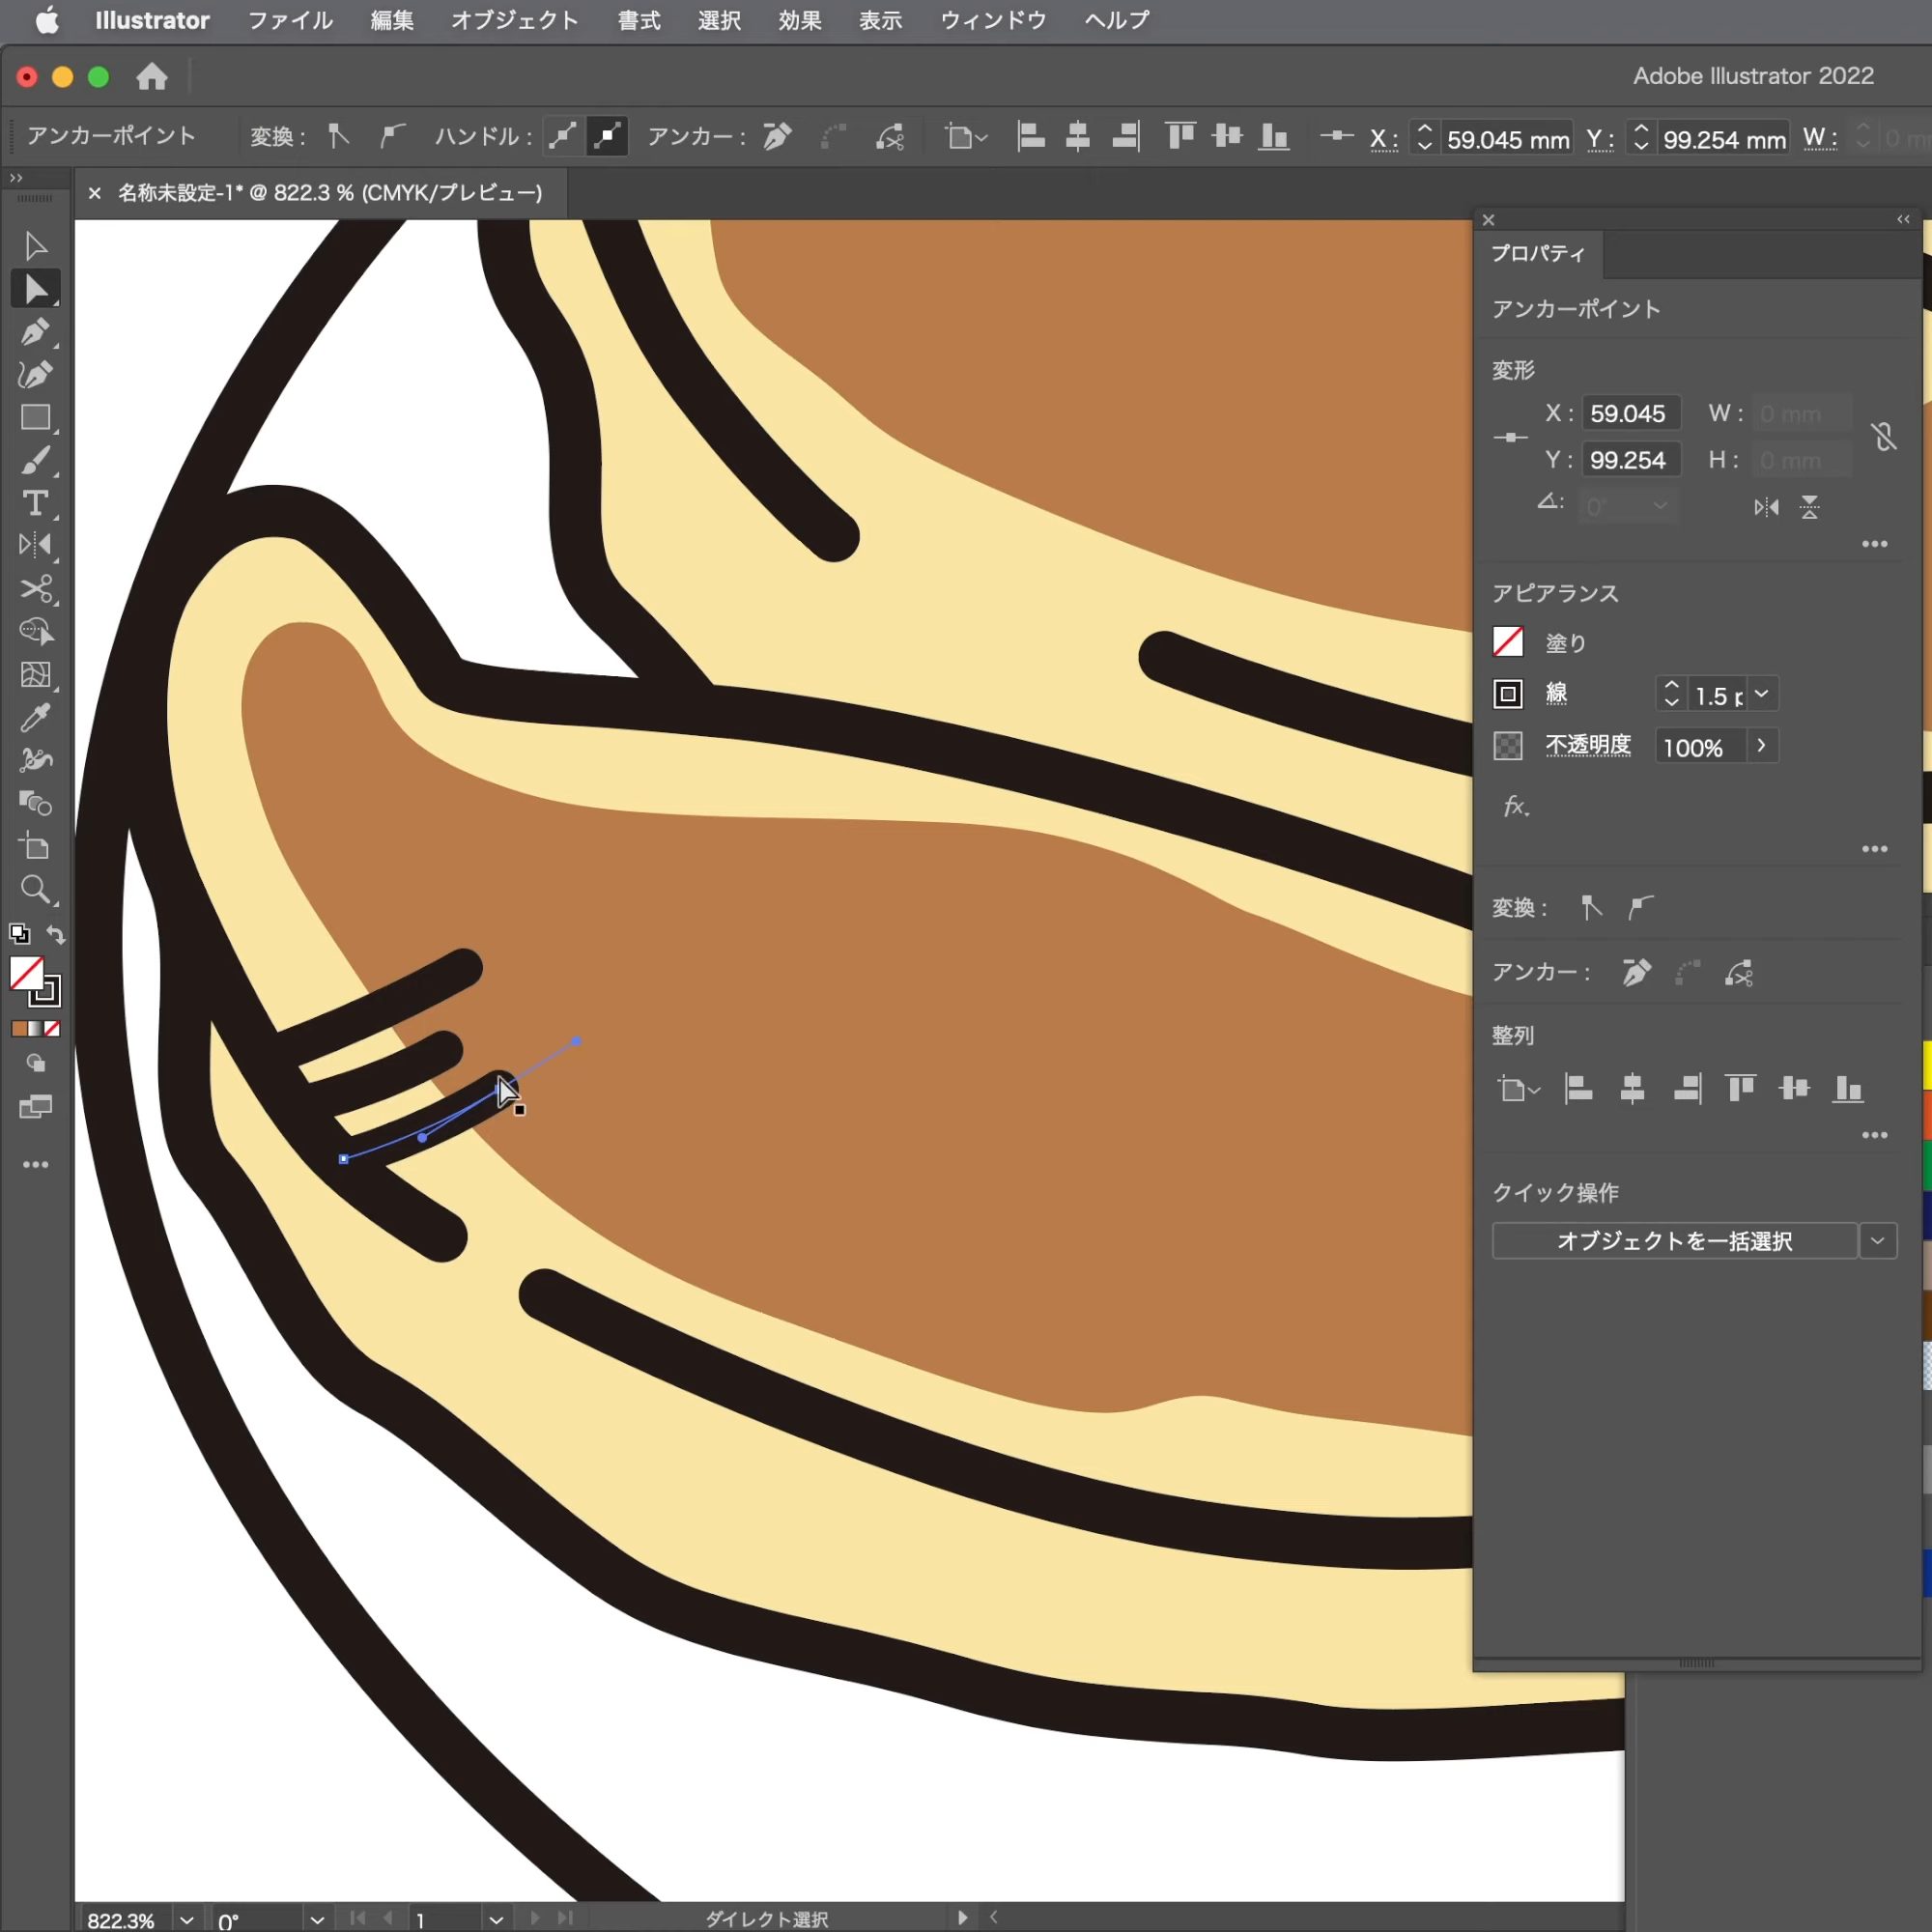 Illustrator ファイル 編集 オブジェクト 書式 選択 効果 表示 ウィンドウ ヘルプ
Adobe Illustrator 2022
アンカーポイント 変換： ハンドル： アンカー： X： 59.045 mm Y： 99.254 mm W： 0 mm
× 名称未設定-1* @ 822.3 % (CMYK/プレビュー)
プロパティ
アンカーポイント
変形
X： 59.045 W： 0 mm
Y： 99.254 H： 0 mm
0°
アピアランス
塗り
線 1.5 p
不透明度 100%
fx.
変換：
アンカー：
整列
クイック操作
オブジェクトを一括選択
822.3% 0° 1 ダイレクト選択